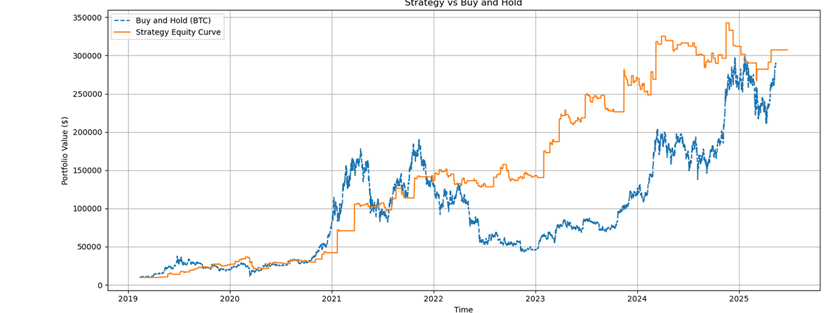 Strategy vs Buy and Hold
350000
Buy and Hold (BTC)
Strategy Equity Curve
300000
250000
200000
150000
100000
50000
0
Portfolio Value ($)
2019 2020 2021 2022 2023 2024 2025
Time